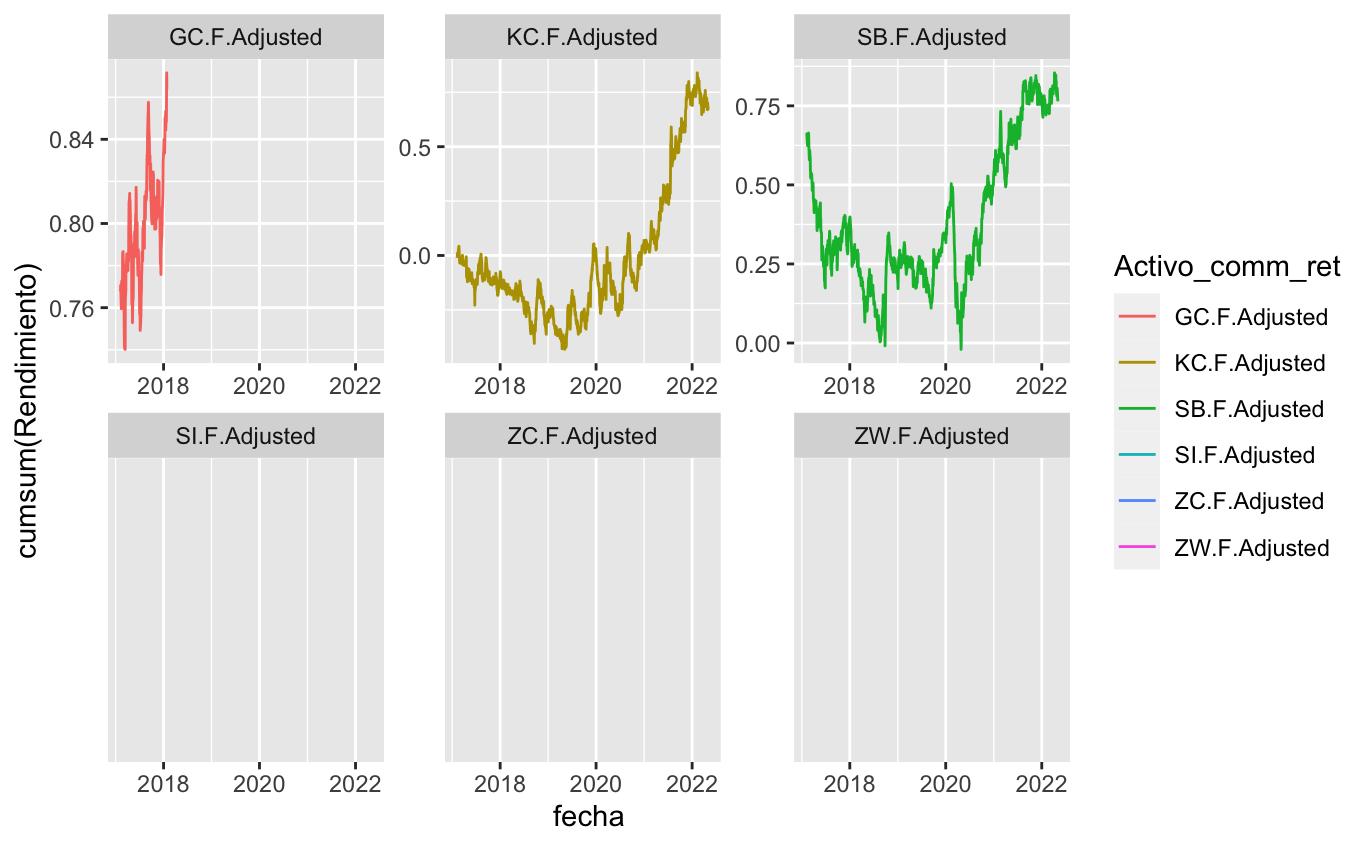 GC.F.Adjusted KC.F.Adjusted SB.F.Adjusted
0.84
0.80
0.76
0.5
0.0
0.75
0.50
0.25
0.00
2018 2020 2022 2018 2020 2022 2018 2020 2022
SI.F.Adjusted ZC.F.Adjusted ZW.F.Adjusted
2018 2020 2022 2018 2020 2022 2018 2020 2022
fecha
cumsum(Rendimiento)
Activo_comm_ret
GC.F.Adjusted
KC.F.Adjusted
SB.F.Adjusted
SI.F.Adjusted
ZC.F.Adjusted
ZW.F.Adjusted